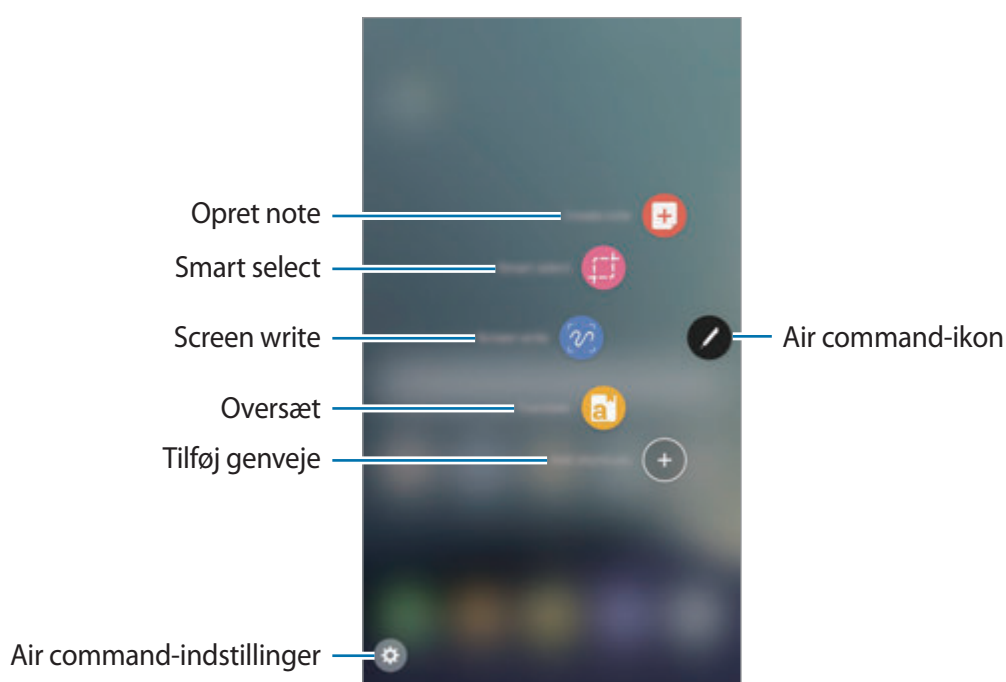 Opret note
Smart select
Screen write
Air command-ikon
Oversæt
Tilføj genveje
Air command-indstillinger